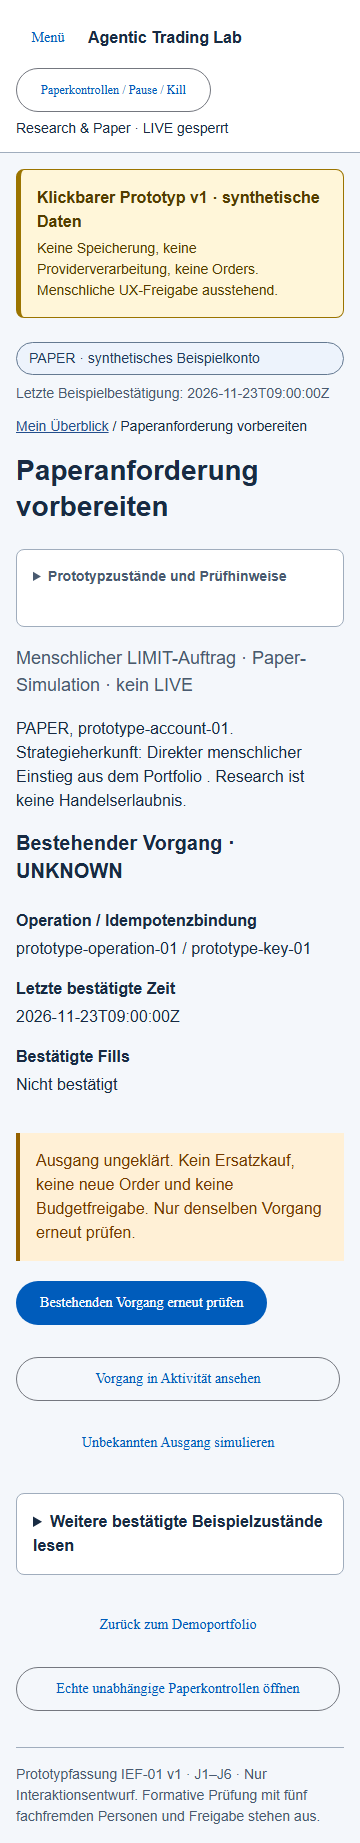 Menü Agentic Trading Lab
Paperkontrollen / Pause / Kill
Research & Paper · LIVE gesperrt
Klickbarer Prototyp v1 · synthetische
Daten
Keine Speicherung, keine
Providerverarbeitung, keine Orders.
Menschliche UX-Freigabe ausstehend.
PAPER · synthetisches Beispielkonto
Letzte Beispielbestätigung: 2026-11-23T09:00:00Z
Mein Überblick / Paperanforderung vorbereiten
Paperanforderung
vorbereiten
▶ Prototypzustände und Prüfhinweise
Menschlicher LIMIT-Auftrag · Paper-
Simulation · kein LIVE
PAPER, prototype-account-01.
Strategieherkunft: Direkter menschlicher
Einstieg aus dem Portfolio . Research ist
keine Handelserlaubnis.
Bestehender Vorgang ·
UNKNOWN
Operation / Idempotenzbindung
prototype-operation-01 / prototype-key-01
Letzte bestätigte Zeit
2026-11-23T09:00:00Z
Bestätigte Fills
Nicht bestätigt
Ausgang ungeklärt. Kein Ersatzkauf,
keine neue Order und keine
Budgetfreigabe. Nur denselben Vorgang
erneut prüfen.
Bestehenden Vorgang erneut prüfen
Vorgang in Aktivität ansehen
Unbekannten Ausgang simulieren
▶ Weitere bestätigte Beispielzustände
lesen
Zurück zum Demoportfolio
Echte unabhängige Paperkontrollen öffnen
Prototypfassung IEF-01 v1 · J1–J6 · Nur
Interaktionsentwurf. Formative Prüfung mit fünf
fachfremden Personen und Freigabe stehen aus.